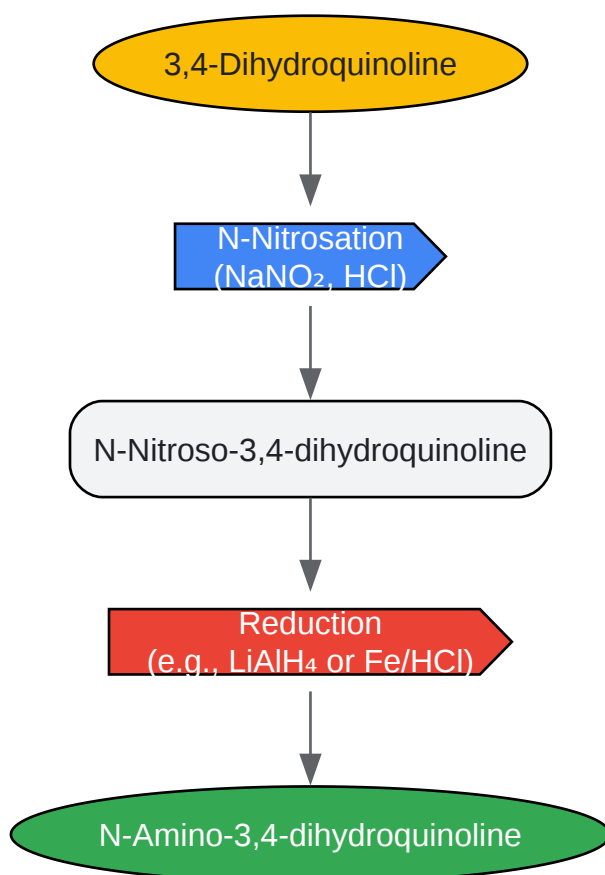 3,4-Dihydroquinoline
N-Nitrosation
(NaNO₂, HCl)
N-Nitroso-3,4-dihydroquinoline
Reduction
(e.g., LiAlH₄ or Fe/HCl)
N-Amino-3,4-dihydroquinoline